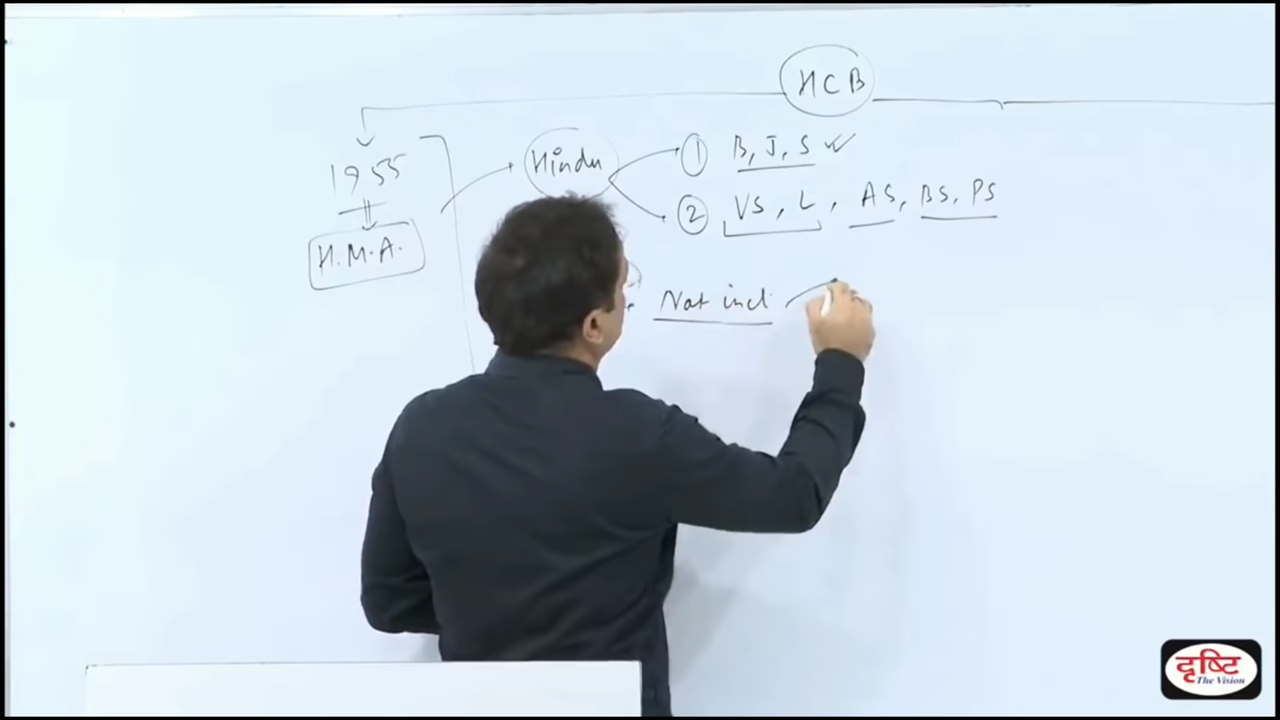 HCB
1955
H.M.A.
Hindu
① B, J, S
② VS, L, AS, BS, PS
Not incl
दृष्टि
The Vision